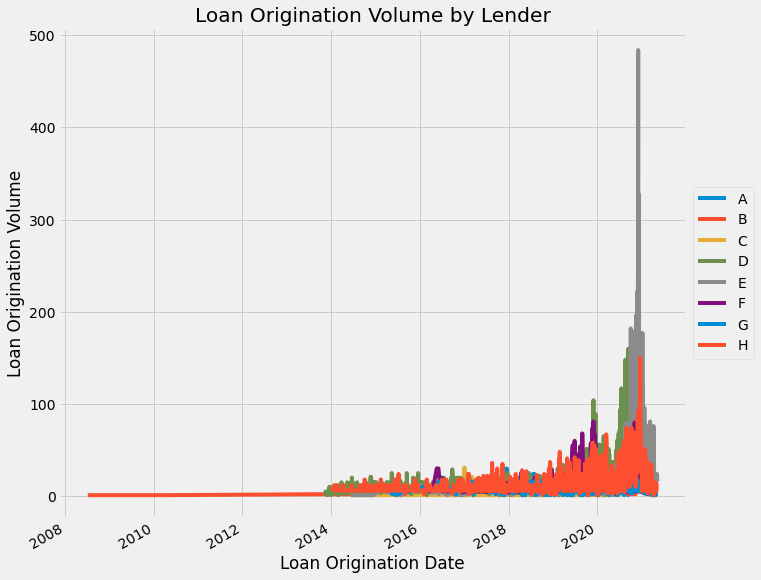 Loan Origination Volume by Lender
Loan Origination Volume
500
400
300
200
100
0
2008
2010
2012
2014
2016
2018
2020
Loan Origination Date
A
B
C
D
E
F
G
H